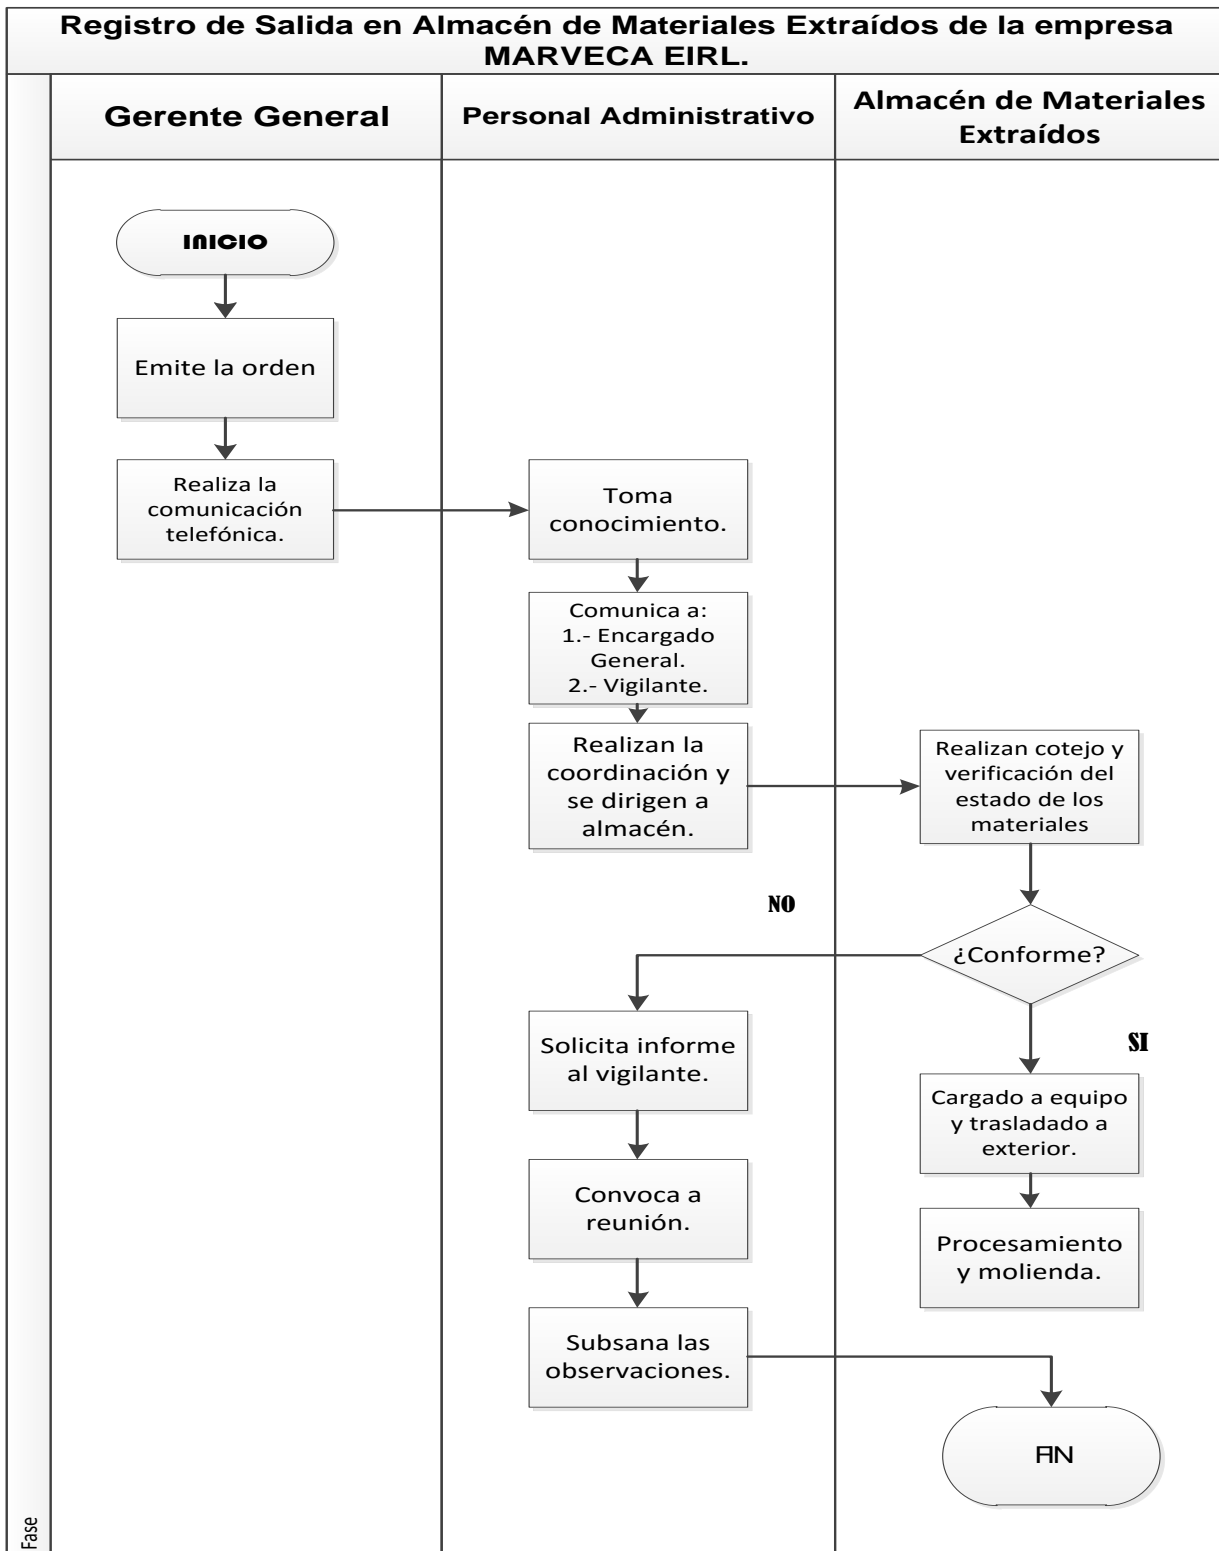 Registro de Salida en Almacén de Materiales Extraídos de la empresa
MARVECA EIRL.
Gerente General
Personal Administrativo
Almacén de Materiales
Extraídos
INICIO
Emite la orden
Realiza la
comunicación
telefónica.
Toma
conocimiento.
Comunica a:
1.- Encargado
General.
2.- Vigilante.
Realizan la
coordinación y
se dirigen a
almacén.
Realizan cotejo y
verificación del
estado de los
materiales
NO
¿Conforme?
SI
Solicita informe
al vigilante.
Cargado a equipo
y trasladado a
exterior.
Convoca a
reunión.
Procesamiento
y molienda.
Subsana las
observaciones.
FIN
Fase